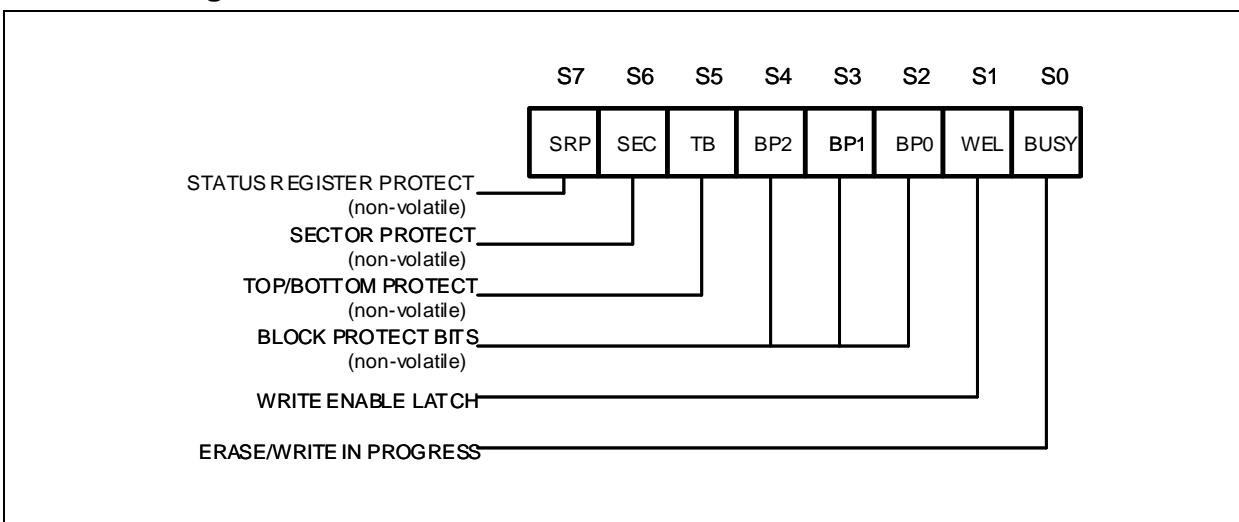 S7 S6 S5 S4 S3 S2 S1 S0
SRP SEC TB BP2 BP1 BP0 WEL BUSY
STATUS REGISTER PROTECT
(non-volatile)
SECTOR PROTECT
(non-volatile)
TOP/BOTTOM PROTECT
(non-volatile)
BLOCK PROTECT BITS
(non-volatile)
WRITE ENABLE LATCH
ERASE/WRITE IN PROGRESS